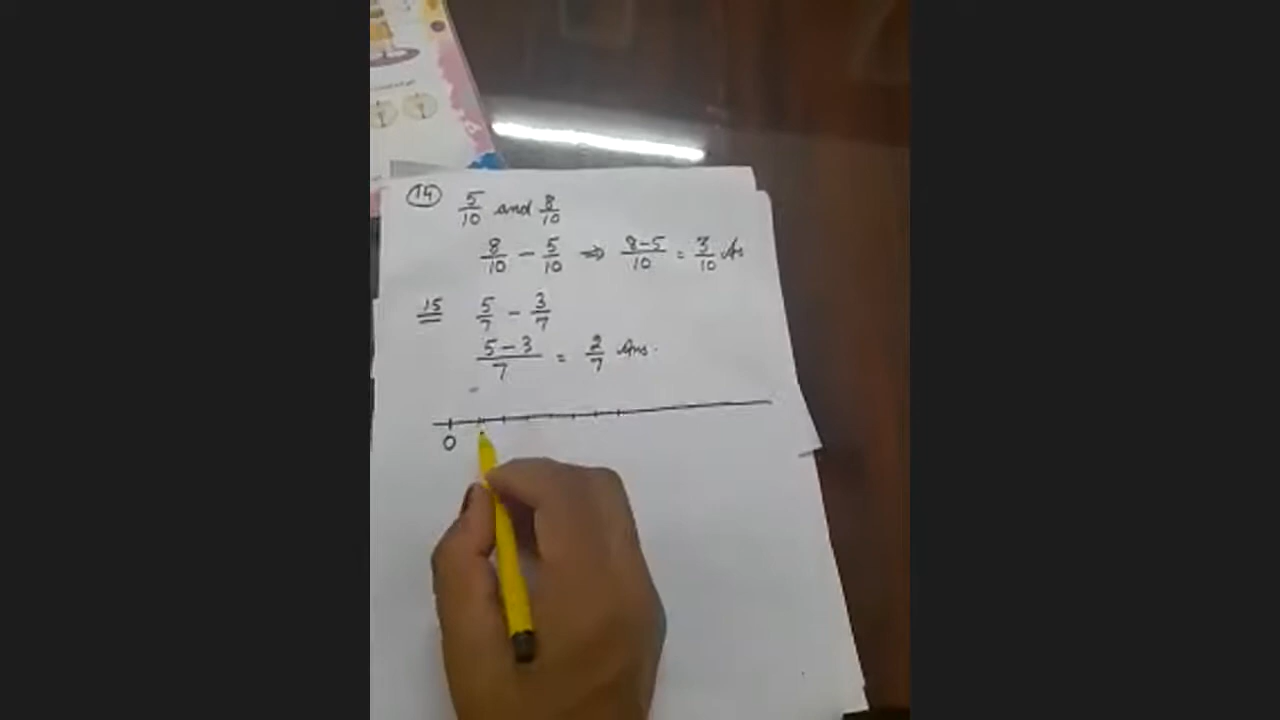 14 5/10 and 8/10
8/10 - 5/10 ⇒ 8-5/10 = 3/10 As
15 5/7 - 3/7
5-3/7 = 2/7 Ans.
0